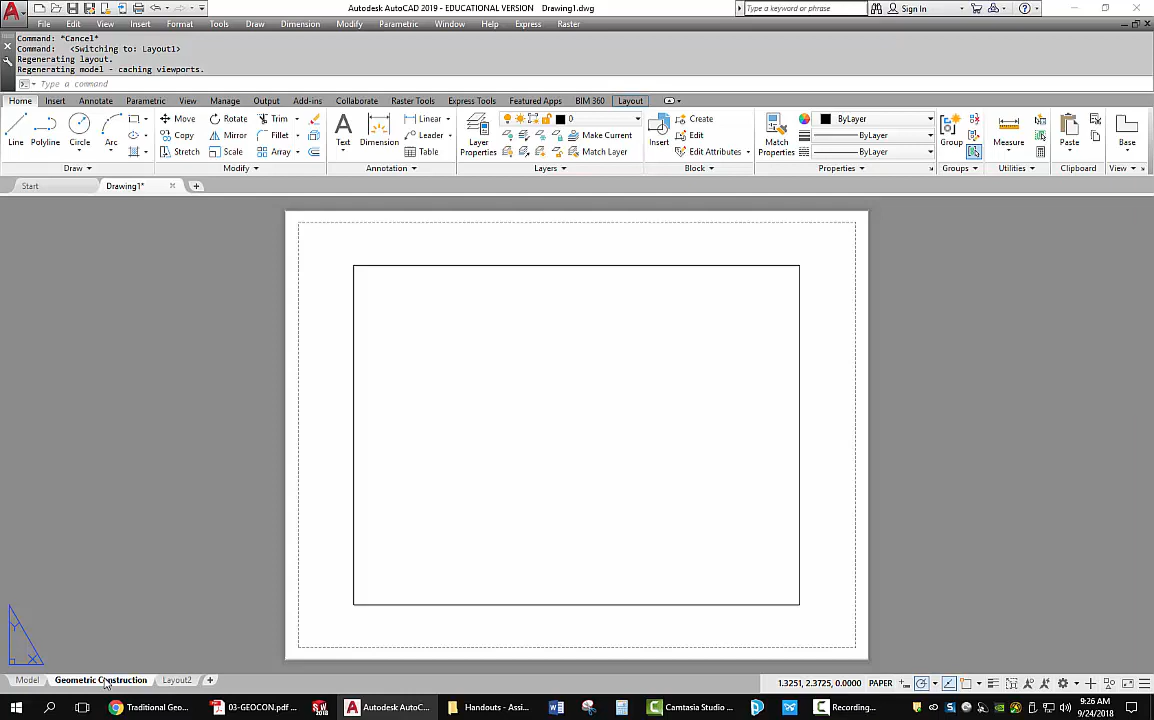 Autodesk AutoCAD 2019 - EDUCATIONAL VERSION Drawing1.dwg
Type a keyword or phrase
Sign In
File Edit View Insert Format Tools Draw Dimension Modify Parametric Window Help Express Raster
Command: *Cancel*
Command: <Switching to: Layout1>
Regenerating layout.
Regenerating model - caching viewports.
Type a command
Home Insert Annotate Parametric View Manage Output Add-ins Collaborate Raster Tools Express Tools Featured Apps BIM 360 Layout
Move Rotate Trim Linear 0 Create ByLayer
Copy Mirror Fillet Leader Make Current Edit ByLayer
Line Polyline Circle Arc Text Dimension Layer Properties Insert Match Properties Group Measure Paste Base
Stretch Scale Array Table Match Layer Edit Attributes ByLayer
Draw Modify Annotation Layers Block Properties Groups Utilities Clipboard View
Start Drawing1*
Y
X
Model Geometric Construction Layout2 +
1.3251, 2.3725, 0.0000 PAPER
Traditional Geo... 03-GEOCON.pdf ... Autodesk AutoC... Handouts - Assi... Camtasia Studio ... Recording...
9:26 AM
9/24/2018